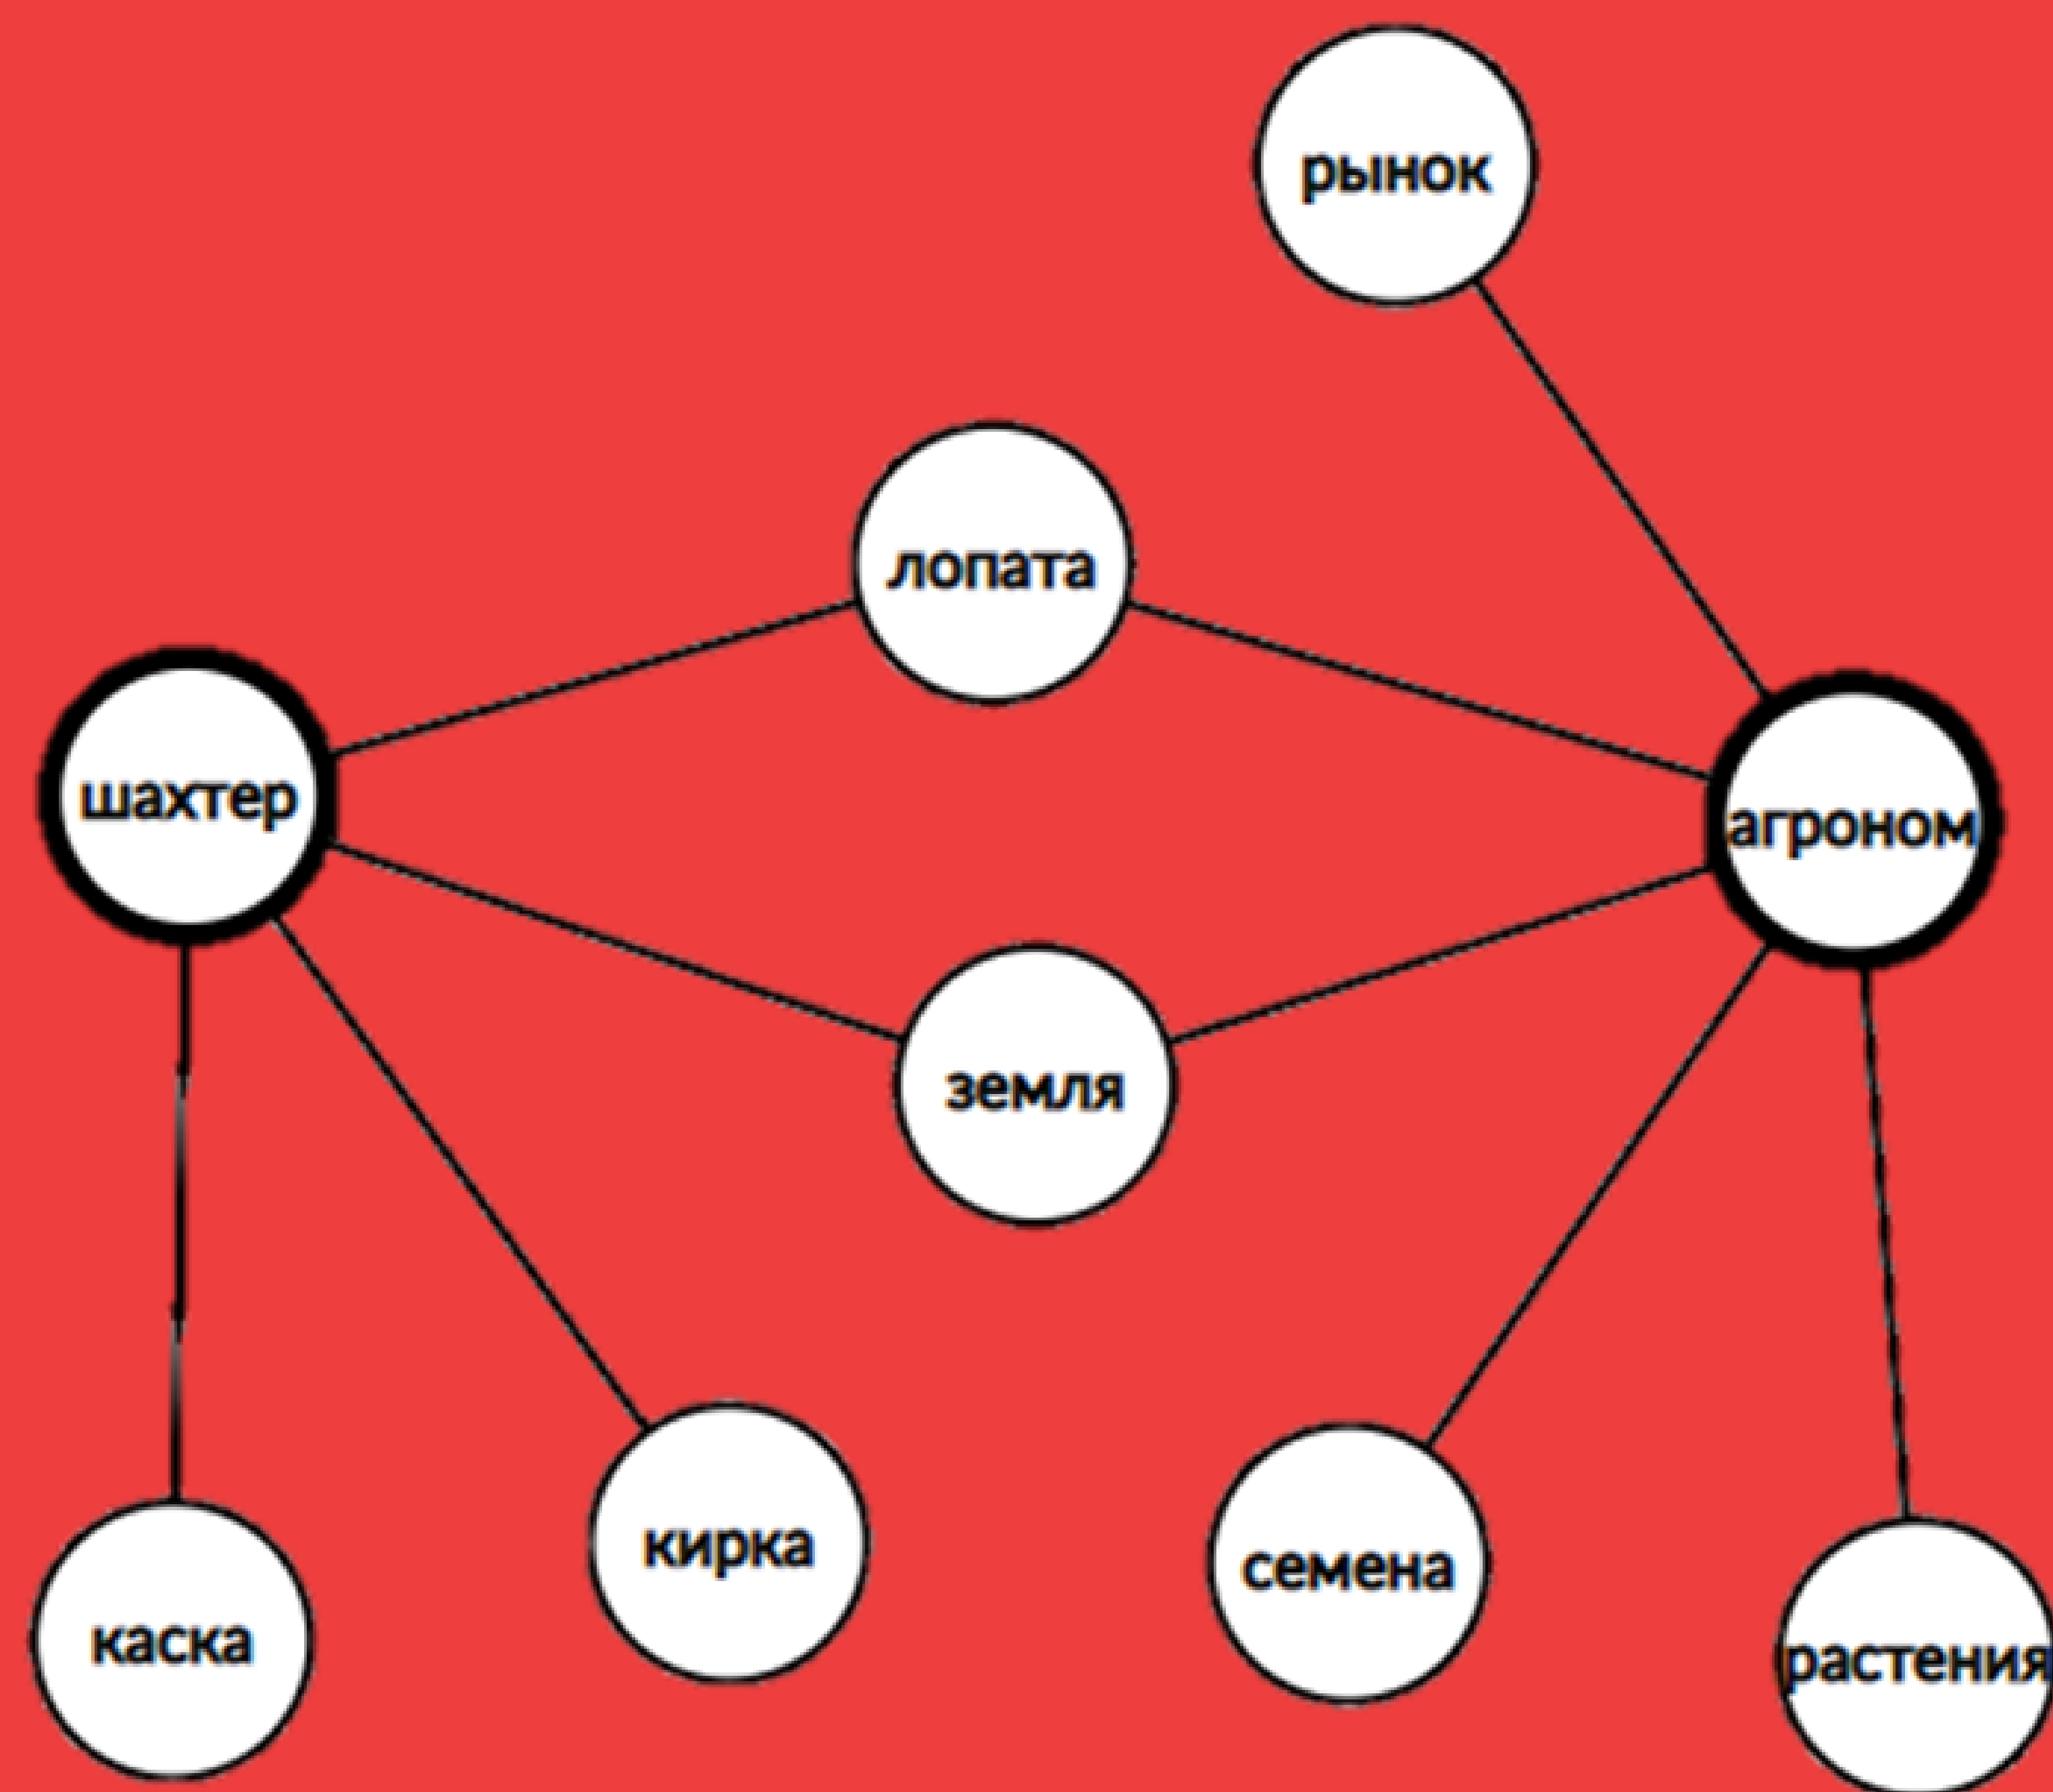 рынок
лопата
шахтер
агроном
земля
кирка
семена
каска
растения